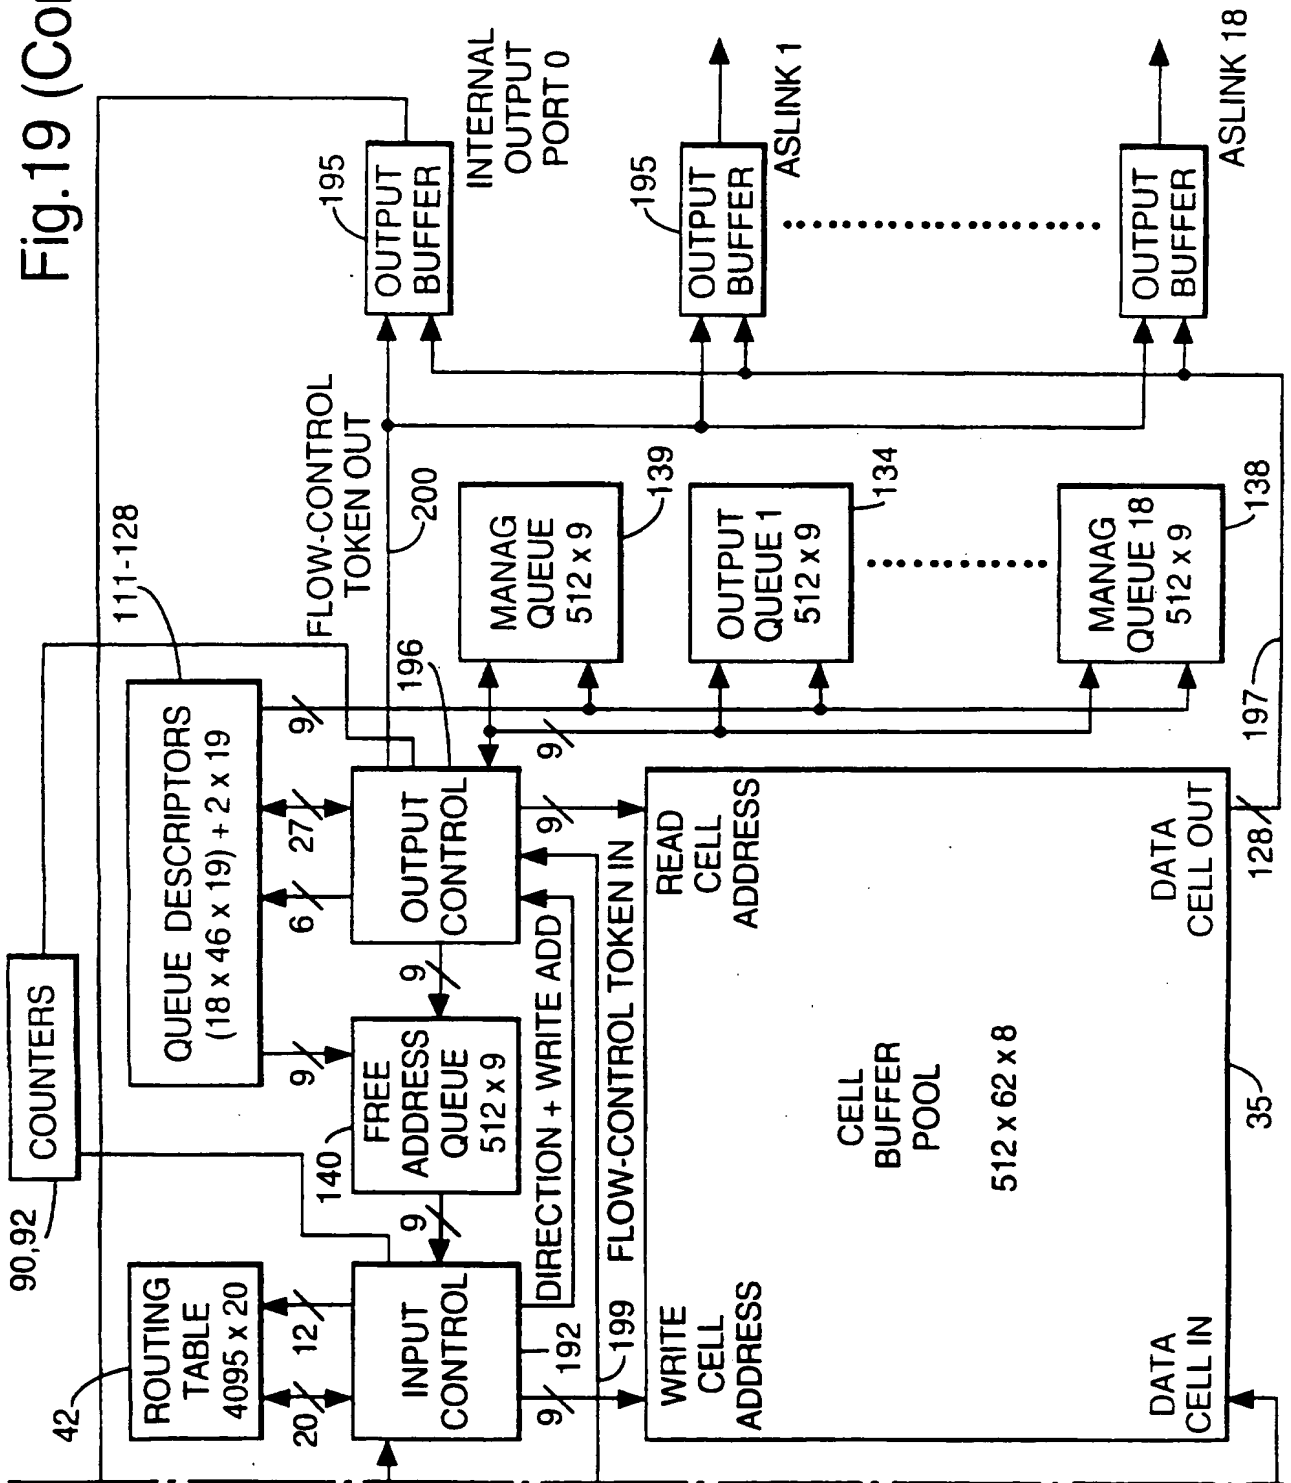 Fig.19 (Con
90,92
COUNTERS
42
ROUTING
TABLE
4095 x 20
20
12
INPUT
CONTROL
192
9
9
140
FREE
ADDRESS
QUEUE
512 x 9
9
9
QUEUE DESCRIPTORS
(18 x 46 x 19) + 2 x 19
111-128
6
27
9
OUTPUT
CONTROL
196
9
9
DIRECTION + WRITE ADD
199
FLOW-CONTROL TOKEN IN
FLOW-CONTROL
TOKEN OUT
200
WRITE
CELL
ADDRESS
READ
CELL
ADDRESS
CELL
BUFFER
POOL
512 x 62 x 8
DATA
CELL IN
DATA
CELL OUT
35
128
197
MANAG
QUEUE
512 x 9
139
OUTPUT
QUEUE 1
512 x 9
134
MANAG
QUEUE 18
512 x 9
138
OUTPUT
BUFFER
195
INTERNAL
OUTPUT
PORT 0
OUTPUT
BUFFER
195
ASLINK 1
OUTPUT
BUFFER
ASLINK 18